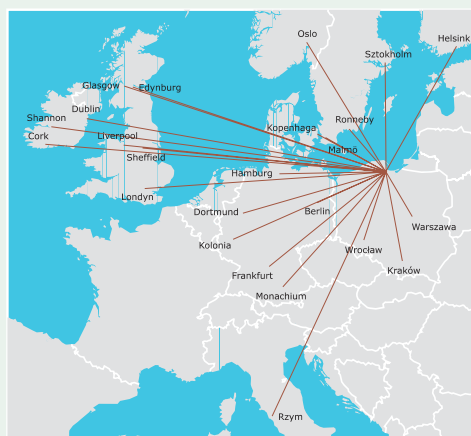 Oslo
Helsink
Sztokholm
Glasgow
Edynburg
Dublin
Shannon
Ronneby
Kopenhaga
Cork
Liverpool
Malmö
Sheffield
Hamburg
Londyn
Dortmund
Berlin
Warszawa
Kolonia
Wrocław
Frankfurt
Kraków
Monachium
Rzym